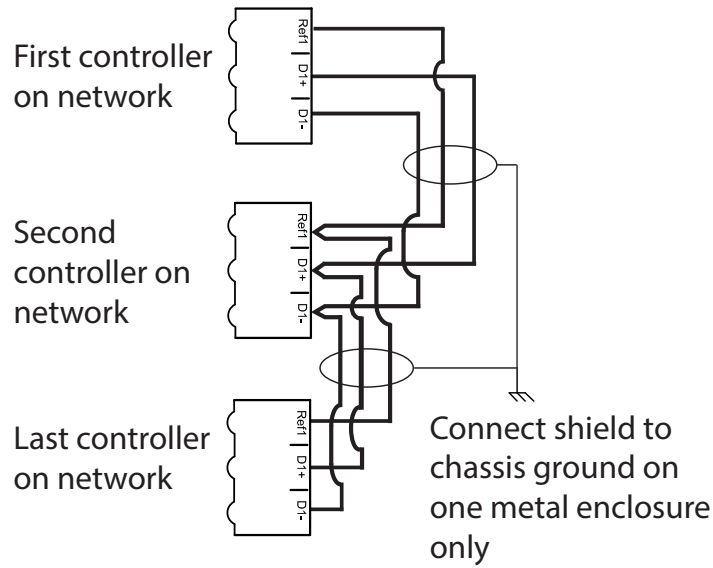 First controller
on network
Ref1
D1+
D1-
Second
controller on
network
Ref1
D1+
D1-
Last controller
on network
Ref1
D1+
D1-
Connect shield to
chassis ground on
one metal enclosure
only